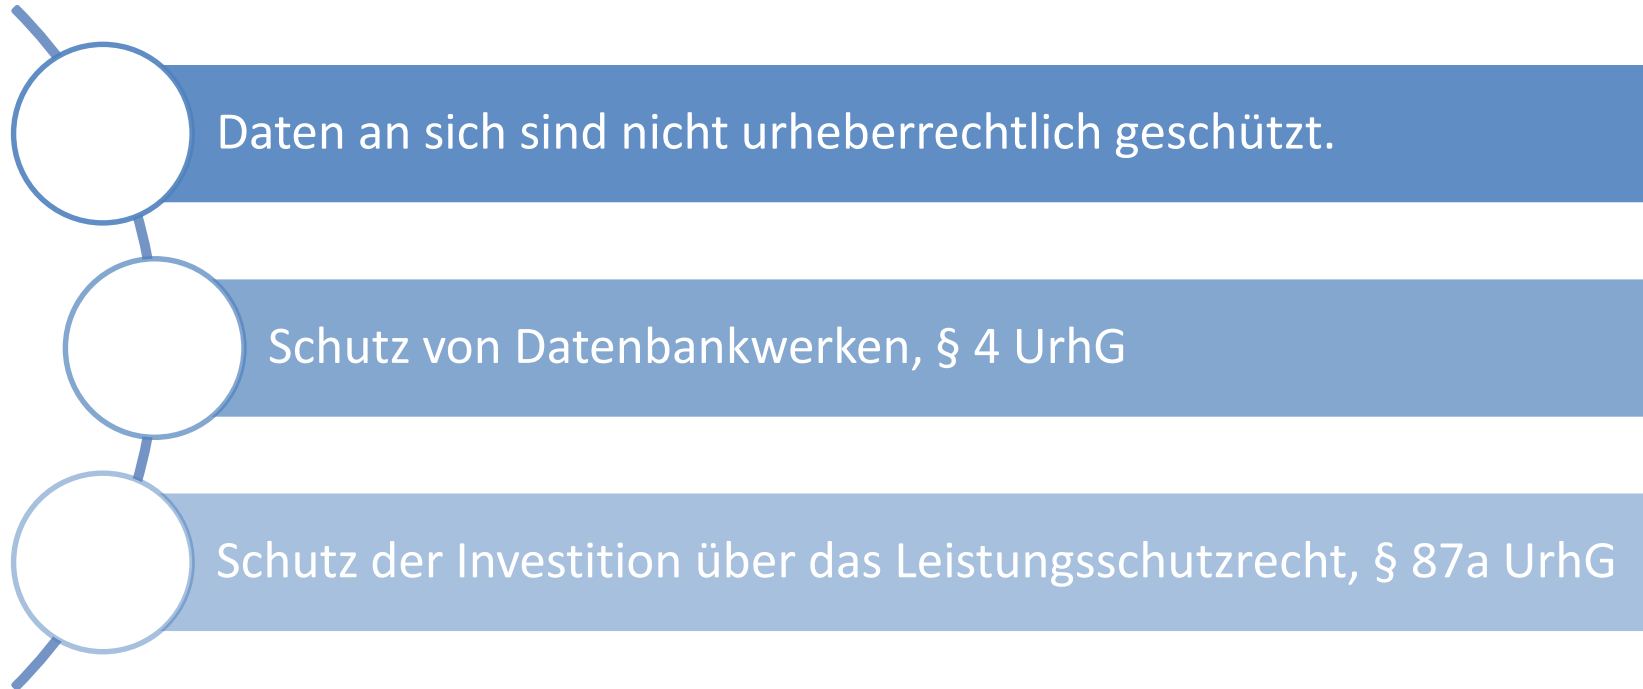 Daten an sich sind nicht urheberrechtlich geschützt.
Schutz von Datenbankwerken, § 4 UrhG
Schutz der Investition über das Leistungsschutzrecht, § 87a UrhG